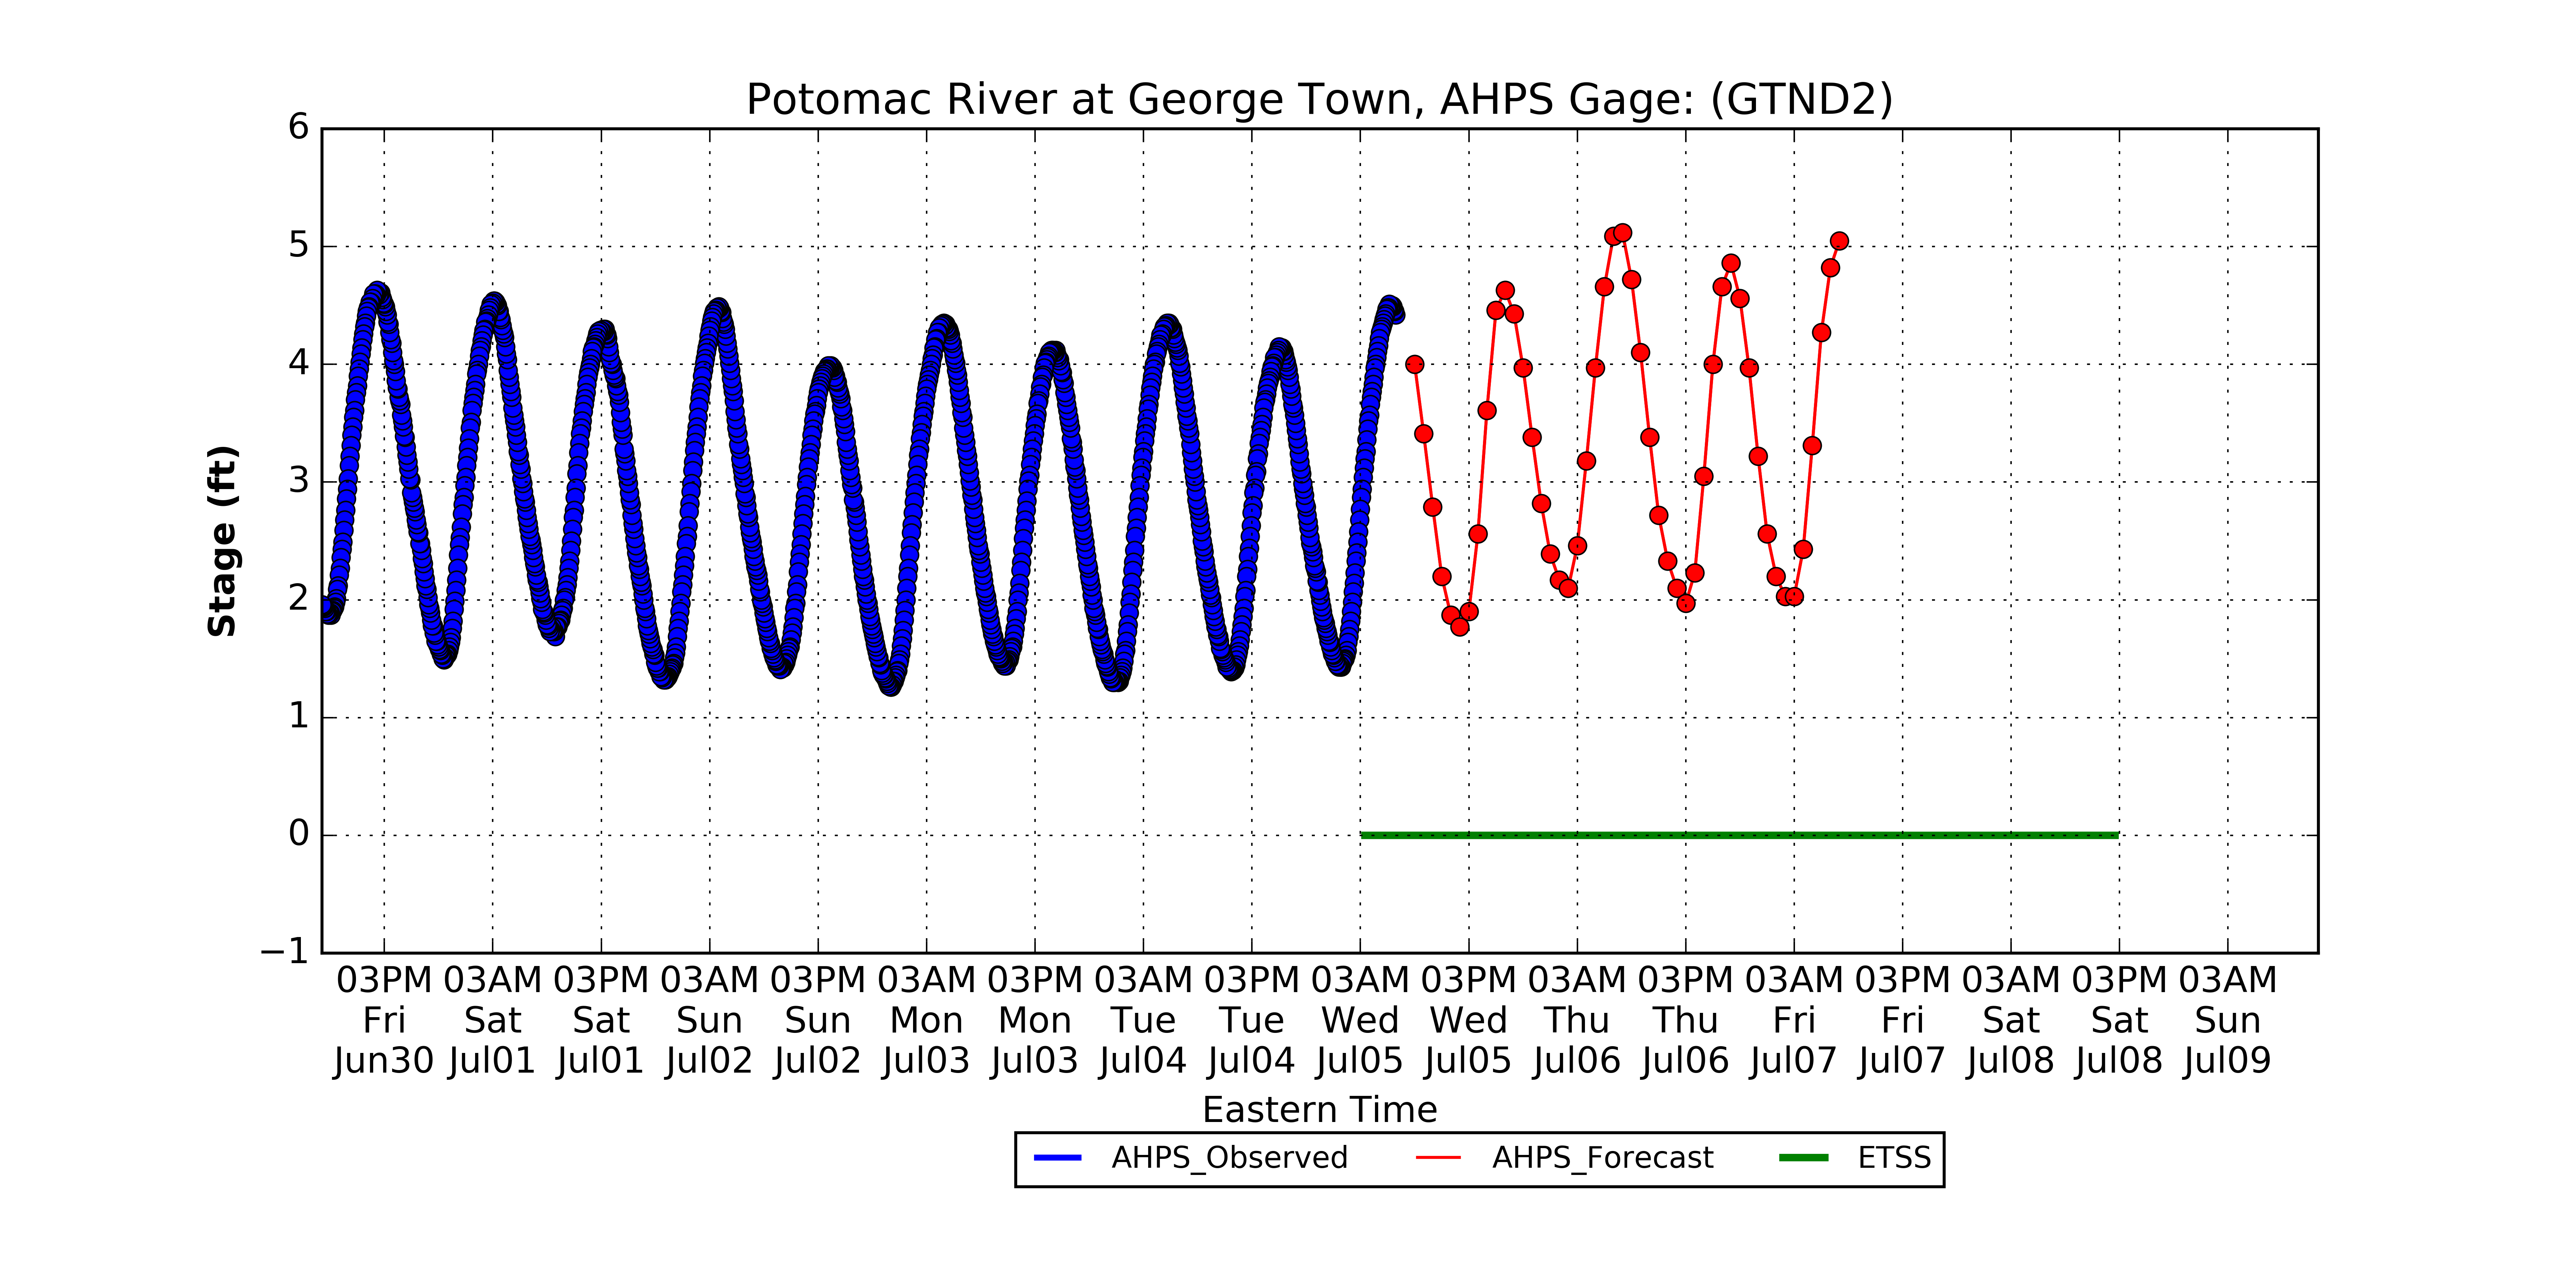 Potomac River at George Town, AHPS Gage: (GTND2)
6
5
4
3
2
1
0
−1
Stage (ft)
03PM 03AM 03PM 03AM 03PM 03AM 03PM 03AM 03PM 03AM 03PM 03AM 03PM 03AM 03PM 03AM 03PM 03AM
Fri Sat Sat Sun Sun Mon Mon Tue Tue Wed Wed Thu Thu Fri Fri Sat Sat Sun
Jun30 Jul01 Jul01 Jul02 Jul02 Jul03 Jul03 Jul04 Jul04 Jul05 Jul05 Jul06 Jul06 Jul07 Jul07 Jul08 Jul08 Jul09
Eastern Time
AHPS_Observed AHPS_Forecast ETSS